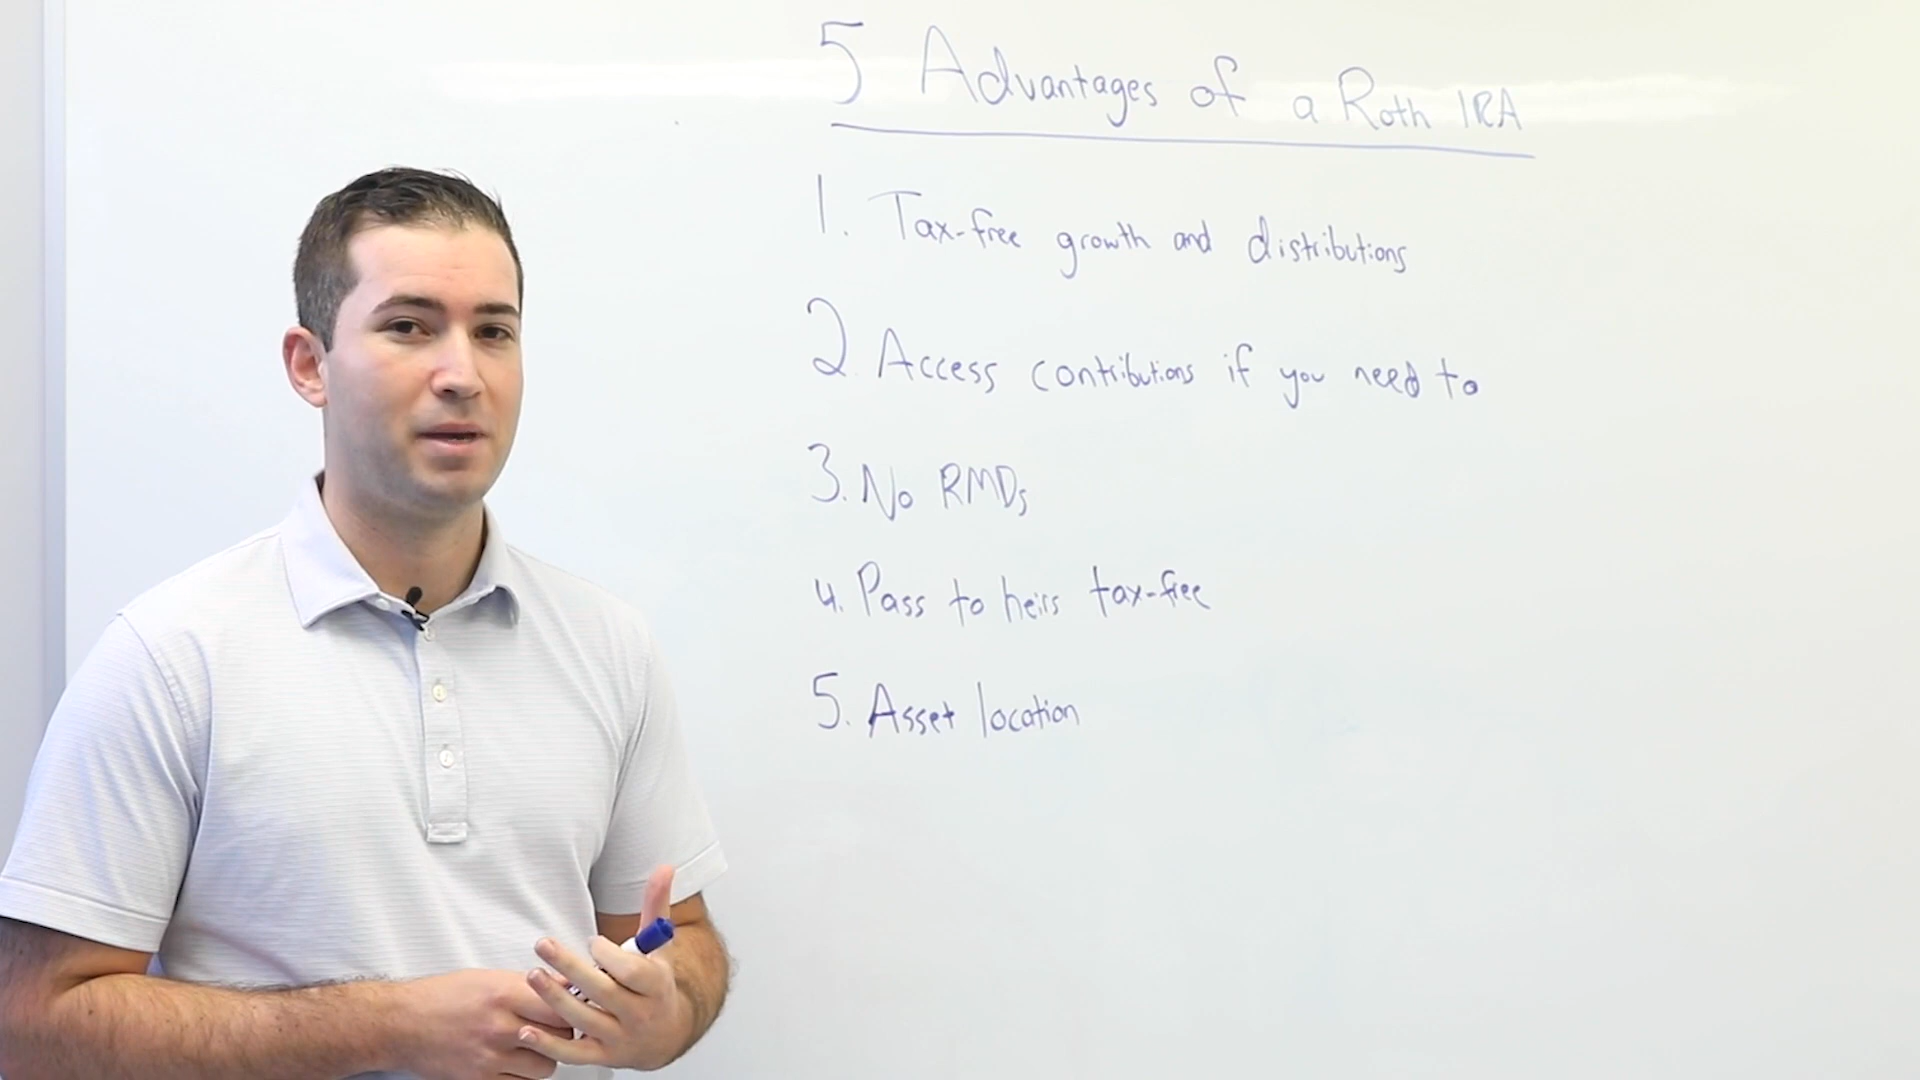 5 Advantages of a Roth IRA
1. Tax-free growth and distributions
2. Access contributions if you need to
3. No RMDs
4. Pass to heirs tax-free
5. Asset location